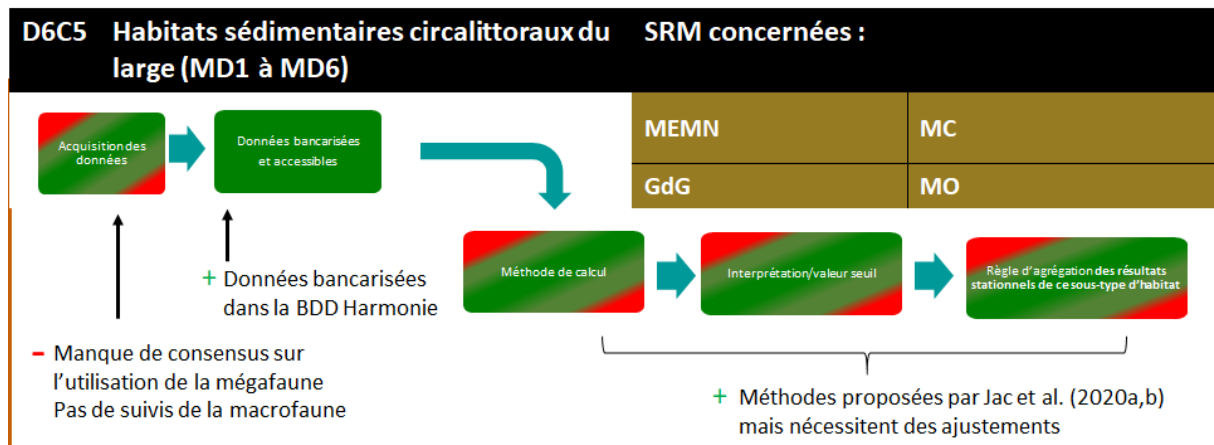 D6C5 Habitats sédimentaires circalittoraux du
large (MD1 à MD6)
SRM concernées :
MEMN
MC
GdG
MO
Acquisition des
données
Données bancarisées
et accessibles
+ Données bancarisées
dans la BDD Harmonie
Méthode de calcul
Interprétation/valeur seuil
Règle d'agrégation des résultats
stationnels de ce sous-type d'habitat
– Manque de consensus sur
l'utilisation de la mégafaune
Pas de suivis de la macrofaune
+ Méthodes proposées par Jac et al. (2020a,b)
mais nécessitent des ajustements